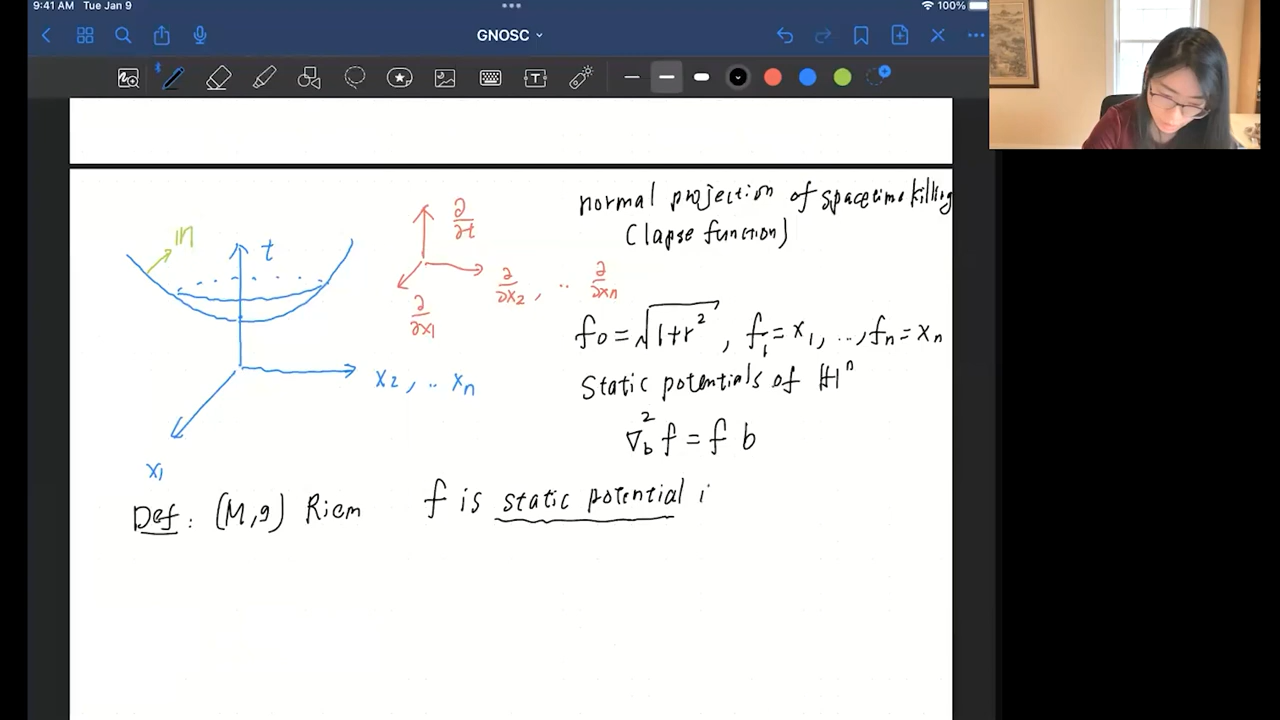 9:41 AM Tue Jan 9
100%
GNOSC
normal projection of spacetime killing
(lapse function)
n
t
∂/∂t
∂/∂x₂, .. ∂/∂xₙ
∂/∂x₁
f₀ = √(1+r²), f₁ = x₁, ..., fₙ = xₙ
x₂, .. xₙ
Static potentials of ℍⁿ
∇²_b f = f b
x₁
Def: (M, g) Riem f is static potential i